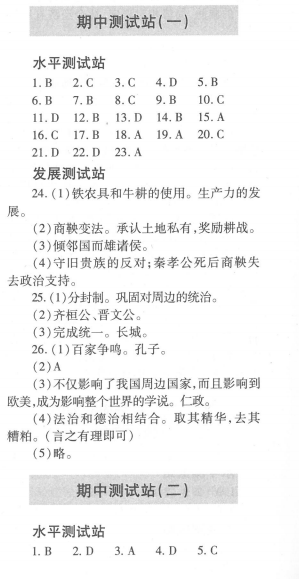 期中测试站(一)
水平测试站
1. B 2. C 3. C 4. D 5. B
6. B 7. B 8. C 9. B 10. C
11. D 12. B 13. D 14. B 15. A
16. C 17. B 18. A 19. A 20. C
21. D 22. D 23. A
发展测试站
24. (1)铁农具和牛耕的使用。生产力的发
展。
(2)商鞅变法。承认土地私有,奖励耕战。
(3)倾邻国而雄诸侯。
(4)守旧贵族的反对;秦孝公死后商鞅失
去政治支持。
25. (1)分封制。巩固对周边的统治。
(2)齐桓公、晋文公。
(3)完成统一。长城。
26. (1)百家争鸣。孔子。
(2)A
(3)不仅影响了我国周边国家,而且影响到
欧美,成为影响整个世界的学说。仁政。
(4)法治和德治相结合。取其精华,去其
糟粕。(言之有理即可)
(5)略。
期中测试站(二)
水平测试站
1. B 2. D 3. A 4. D 5. C